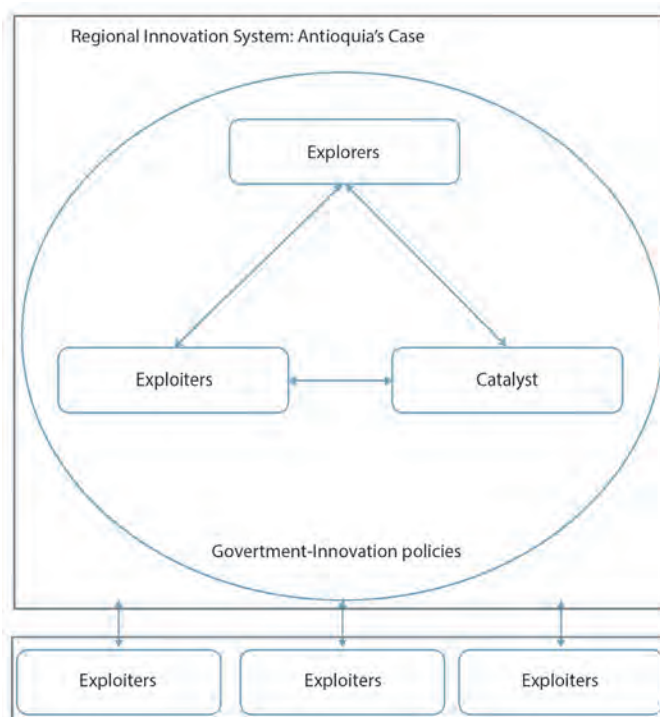 Regional Innovation System: Antioquia's Case
Explorers
Exploiters
Catalyst
Govertment-Innovation policies
Exploiters
Exploiters
Exploiters